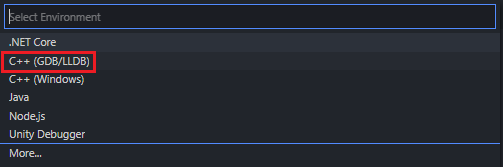 Select Environment
.NET Core
C++ (GDB/LLDB)
C++ (Windows)
Java
Node.js
Unity Debugger
More...